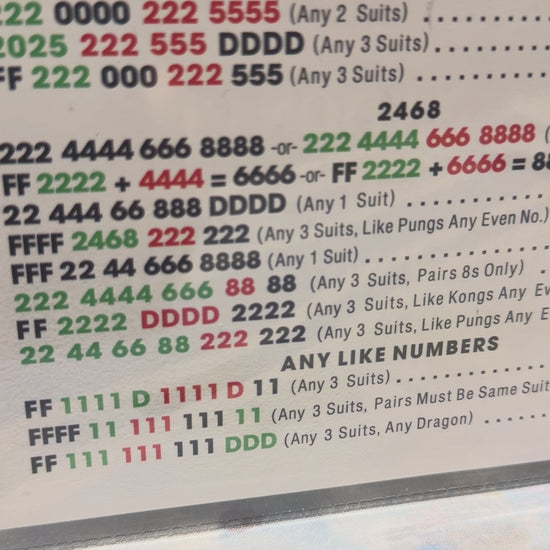 222 0000 222 5555 (Any 2 Suits) . . . . . . . . . .
2025 222 555 DDDD (Any 3 Suits) . . . . . . . . .
FF 222 000 222 555 (Any 3 Suits) . . . . . . . . . .
2468
222 4444 666 8888 -or- 222 4444 666 8888 (
FF 2222 + 4444 = 6666 -or- FF 2222 + 6666 = 88
22 444 66 888 DDDD (Any 1 Suit) . . . . . . . . . .
FFFF 2468 222 222 (Any 3 Suits, Like Pungs Any Even No.)
FFF 22 44 666 8888 (Any 1 Suit) . . . . . . . . . .
222 4444 666 88 88 (Any 3 Suits, Pairs 8s Only) . .
FF 2222 DDDD 2222 (Any 3 Suits, Like Kongs Any Ev
22 44 66 88 222 222 (Any 3 Suits, Like Pungs Any E
ANY LIKE NUMBERS
FF 1111 D 1111 D 11 (Any 3 Suits) . . . . . . . . . .
FFFF 11 111 111 11 (Any 3 Suits, Pairs Must Be Same Suit
FF 111 111 111 DDD (Any 3 Suits, Any Dragon) . . . . . .